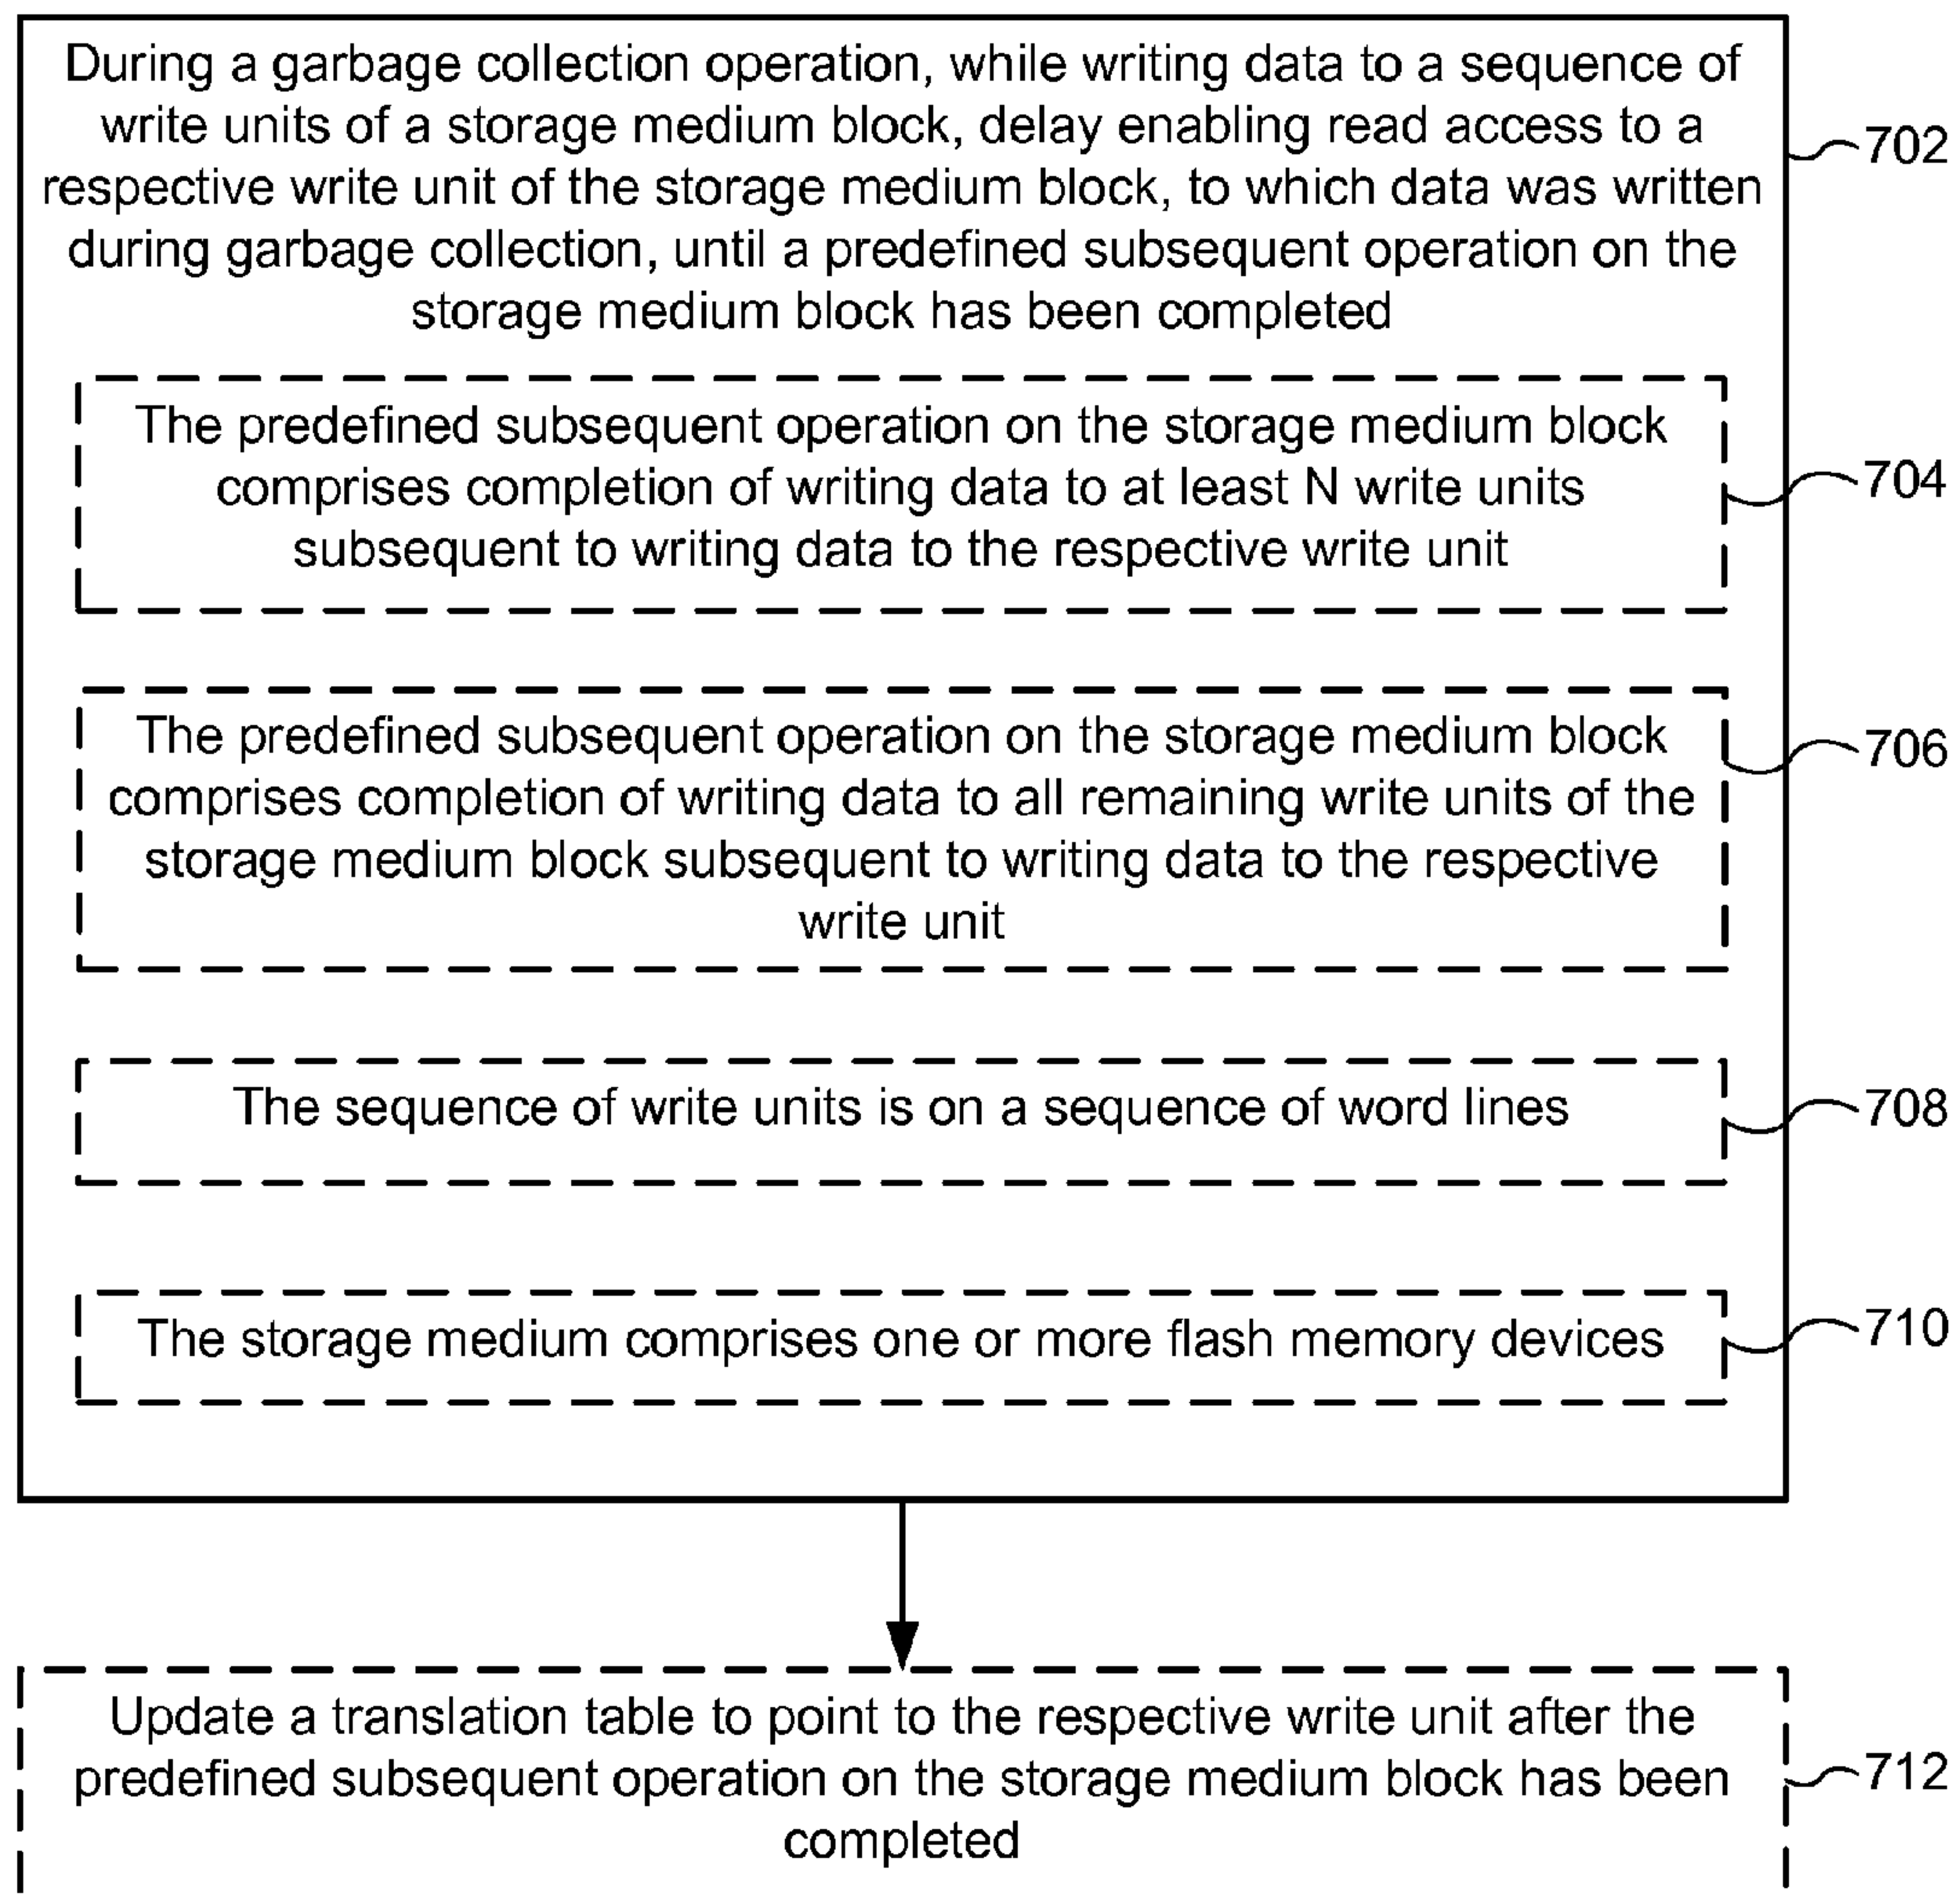 During a garbage collection operation, while writing data to a sequence of
write units of a storage medium block, delay enabling read access to a
respective write unit of the storage medium block, to which data was written
during garbage collection, until a predefined subsequent operation on the
storage medium block has been completed
702
The predefined subsequent operation on the storage medium block
comprises completion of writing data to at least N write units
subsequent to writing data to the respective write unit
704
The predefined subsequent operation on the storage medium block
comprises completion of writing data to all remaining write units of the
storage medium block subsequent to writing data to the respective
write unit
706
The sequence of write units is on a sequence of word lines
708
The storage medium comprises one or more flash memory devices
710
Update a translation table to point to the respective write unit after the
predefined subsequent operation on the storage medium block has been
completed
712